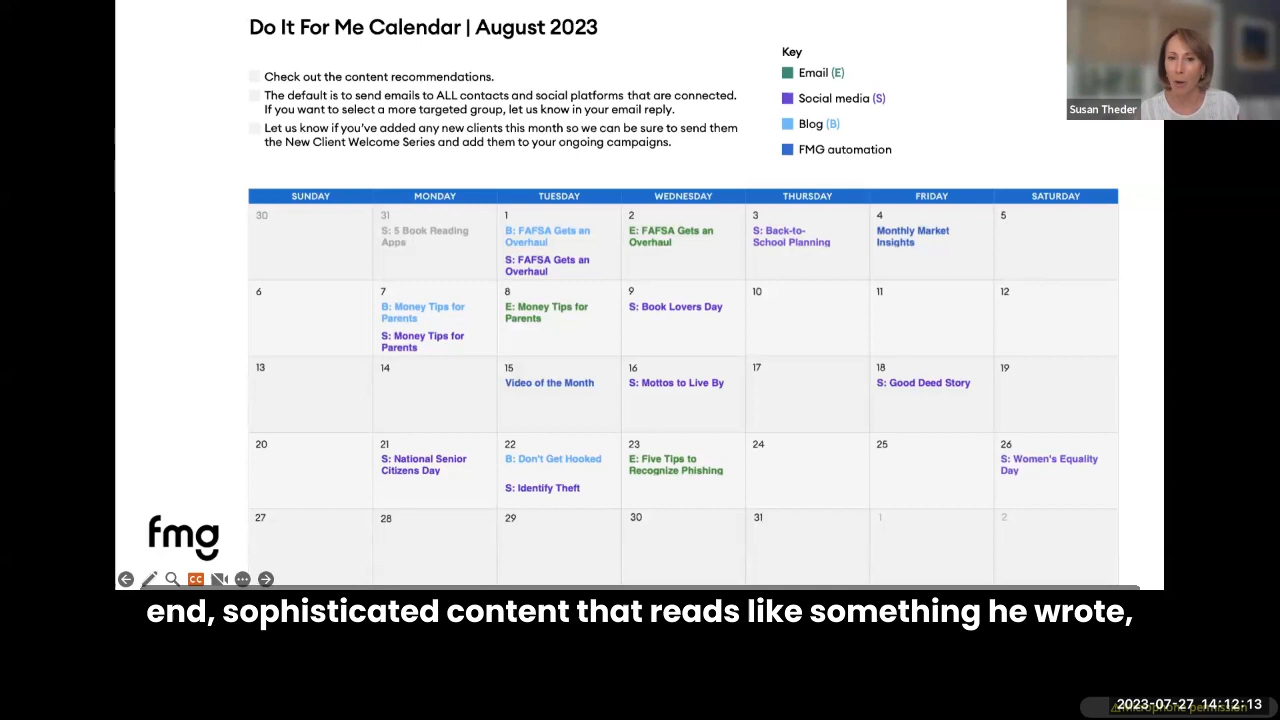 Do It For Me Calendar | August 2023
Check out the content recommendations.
The default is to send emails to ALL contacts and social platforms that are connected.
If you want to select a more targeted group, let us know in your email reply.
Let us know if you've added any new clients this month so we can be sure to send them
the New Client Welcome Series and add them to your ongoing campaigns.
Key
Email (E)
Social media (S)
Blog (B)
FMG automation
Susan Theder
SUNDAY MONDAY TUESDAY WEDNESDAY THURSDAY FRIDAY SATURDAY
30
31
S: 5 Book Reading
Apps
1
B: FAFSA Gets an
Overhaul
S: FAFSA Gets an
Overhaul
2
E: FAFSA Gets an
Overhaul
3
S: Back-to-
School Planning
4
Monthly Market
Insights
5
6
7
B: Money Tips for
Parents
S: Money Tips for
Parents
8
E: Money Tips for
Parents
9
S: Book Lovers Day
10
11
12
13
14
15
Video of the Month
16
S: Mottos to Live By
17
18
S: Good Deed Story
19
20
21
S: National Senior
Citizens Day
22
B: Don't Get Hooked
S: Identify Theft
23
E: Five Tips to
Recognize Phishing
24
25
26
S: Women's Equality
Day
27
28
29
30
31
1
2
fmg
CC
end, sophisticated content that reads like something he wrote,
2023-07-27 14:12:13